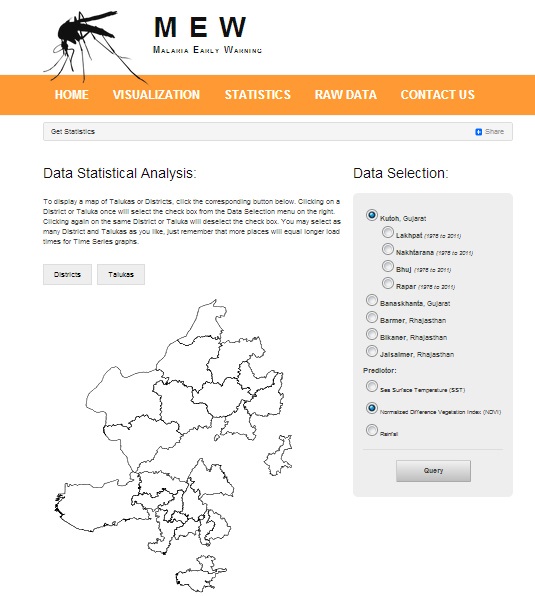 MEW
Malaria Early Warning
HOME VISUALIZATION STATISTICS RAW DATA CONTACT US
Get Statistics
Share
Data Statistical Analysis:
To display a map of Talukas or Districts, click the corresponding button below. Clicking on a
District or Taluka once will select the check box from the Data Selection menu on the right.
Clicking again on the same District or Taluka will deselect the check box. You may select as
many District and Talukas as you like, just remember that more places will equal longer load
times for Time Series graphs.
Districts
Talukas
Data Selection:
Kutch, Gujarat
Lakhpat (1976 to 2011)
Nakhtarana (1976 to 2011)
Bhuj (1976 to 2011)
Rapar (1976 to 2011)
Banaskhanta, Gujarat
Barmer, Rhajasthan
Bikaner, Rhajasthan
Jaisalmer, Rhajasthan
Predictor:
Sea Surface Temperature (SST)
Normalized Difference Vegetation Index (NDVI)
Rainfall
Query